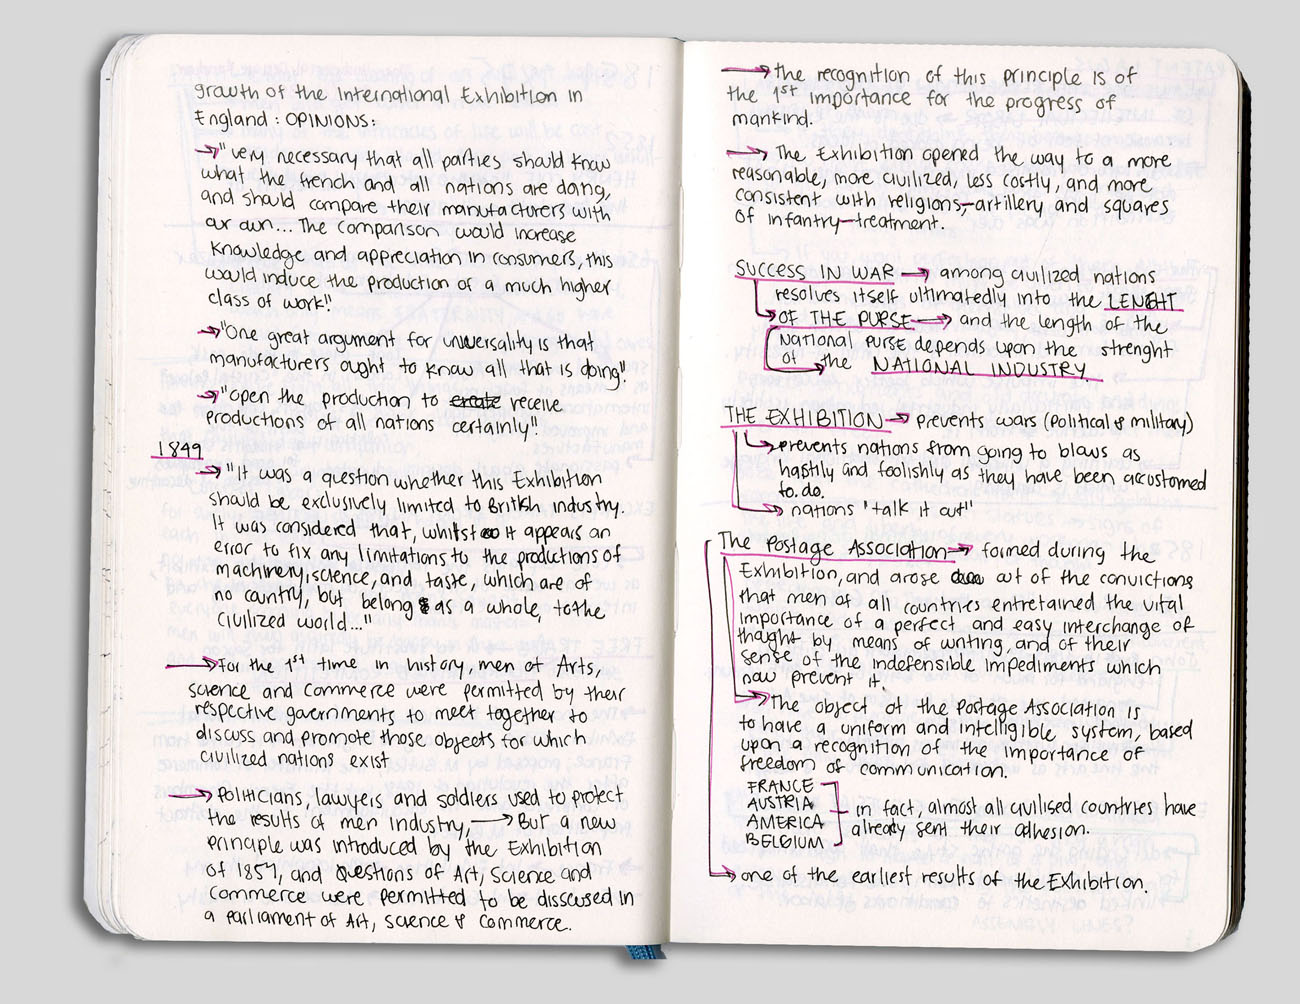 growth of the International Exhibition in
England : OPINIONS:
→ "very necessary that all parties should know
what the french and all nations are doing,
and should compare their manufacturers with
our own... The comparison would increase
knowledge and appreciation in consumers, this
would induce the production of a much higher
class of work".
→ "One great argument for universality is that
manufacturers ought to know all that is doing".
→ "open the production to create receive
productions of all nations certainly".
1849
→ "It was a question whether this Exhibition
should be exclusively limited to British industry.
It was considered that, whilst it appears an
error to fix any limitations to the productions of
machinery, science, and taste, which are of
no country, but belong as a whole, to the
civilized world..."
→ for the 1st time in history, men of Arts,
science and commerce were permitted by their
respective governments to meet together to
discuss and promote those objects for which
civilized nations exist
→ Politicians, lawyers and soldiers used to protect
the results of men industry, → But a new
principle was introduced by the Exhibition
of 1851, and questions of Art, Science and
Commerce were permitted to be disscused in
a parliament of Art, Science & Commerce.
→ the recognition of this principle is of
the 1st importance for the progress of
mankind.
→ The Exhibition opened the way to a more
reasonable, more civilized, less costly, and more
consistent with religions,-artillery and squares
of infantry-treatment.
SUCCESS IN WAR → among civilized nations
resolves itself ultimatedly into the LENGHT
OF THE PURSE → and the length of the
National purse depends upon the strenght
of the NATIONAL INDUSTRY.
THE EXHIBITION → prevents wars (Political & military)
→ prevents nations from going to blows as
hastily and foolishly as they have been accustomed
to do.
→ nations "talk it out"
The Postage Association → formed during the
Exhibition, and arose out of the convictions
that men of all countries entretained the vital
importance of a perfect and easy interchange of
thought by means of writing, and of their
sense of the indefensible impediments which
now prevent it.
→ The object of the Postage Association is
to have a uniform and intelligible system, based
upon a recognition of the importance of
freedom of communication.
FRANCE
AUSTRIA
AMERICA
BELGIUM
in fact, almost all civilised countries have
already sent their adhesion.
→ one of the earliest results of the Exhibition.